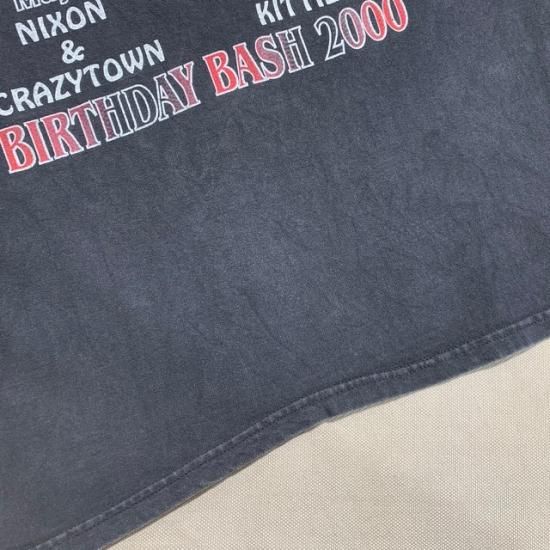 NIXON
&
CRAZYTOWN
BIRTHDAY BASH 2000